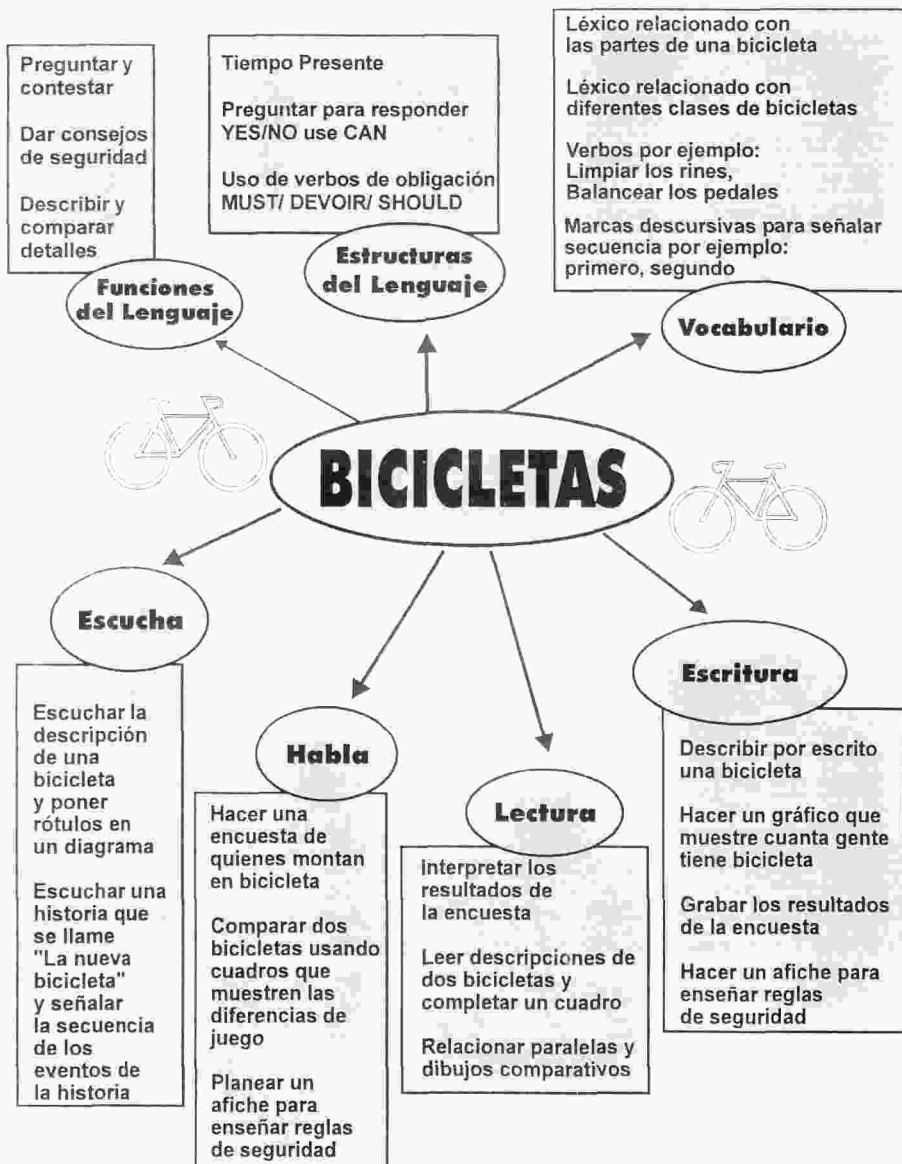 Preguntar y
contestar
Dar consejos
de seguridad
Describir y
comparar
detalles
Funciones
del Lenguaje
Tiempo Presente
Preguntar para responder
YES/NO use CAN
Uso de verbos de obligación
MUST/ DEVOIR/ SHOULD
Estructuras
del Lenguaje
Léxico relacionado con
las partes de una bicicleta
Léxico relacionado con
diferentes clases de bicicletas
Verbos por ejemplo:
Limpiar los rines,
Balancear los pedales
Marcas descursivas para señalar
secuencia por ejemplo:
primero, segundo
Vocabulario
BICICLETAS
Escucha
Escuchar la
descripción
de una
bicicleta
y poner
rótulos en
un diagrama
Escuchar una
historia que
se llame
"La nueva
bicicleta"
y señalar
la secuencia
de los
eventos de
la historia
Habla
Hacer una
encuesta de
quienes montan
en bicicleta
Comparar dos
bicicletas usando
cuadros que
muestren las
diferencias de
juego
Planear un
afiche para
enseñar reglas
de seguridad
Lectura
Interpretar los
resultados de
la encuesta
Leer descripciones de
dos bicicletas y
completar un cuadro
Relacionar paralelas y
dibujos comparativos
Escritura
Describir por escrito
una bicicleta
Hacer un gráfico que
muestre cuanta gente
tiene bicicleta
Grabar los resultados
de la encuesta
Hacer un afiche para
enseñar reglas
de seguridad